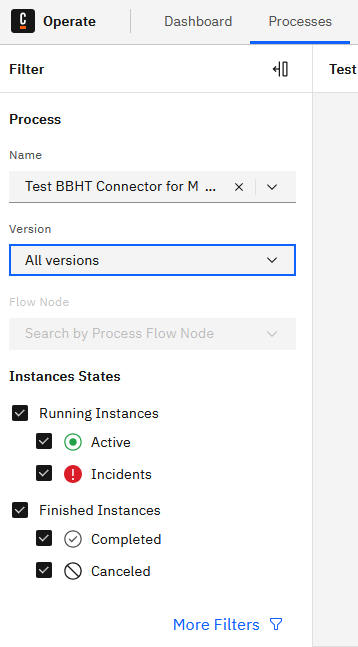 C Operate Dashboard Processes
Filter Test
Process
Name
Test BBHT Connector for M ...
Version
All versions
Flow Node
Search by Process Flow Node
Instances States
Running Instances
Active
Incidents
Finished Instances
Completed
Canceled
More Filters